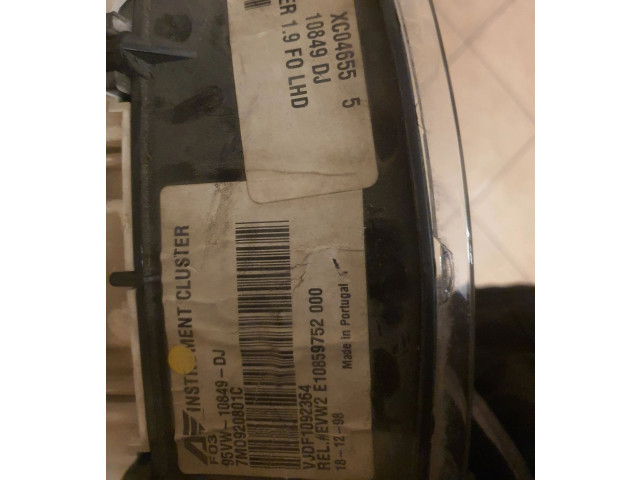 XC04655 5
10849 DJ
ER 1.9 FO LHD
INSTRUMENT CLUSTER
F03
95VW-10849-DJ
7M0920801C
VJDF1092364
REL.#EVW2 E10859752 000
18-12-98
Made in Portugal